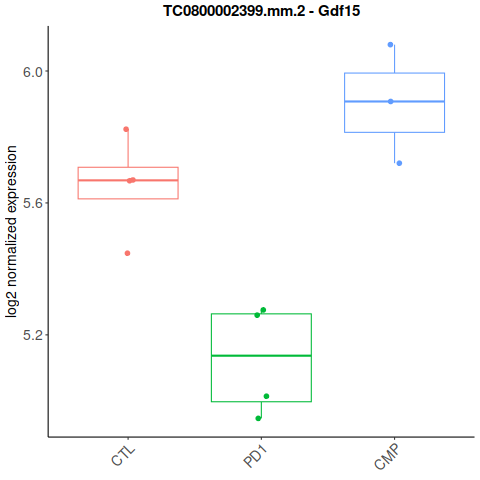 TC0800002399.mm.2 - Gdf15
log2 normalized expression
6.0
5.6
5.2
CTL
PD1
CMP